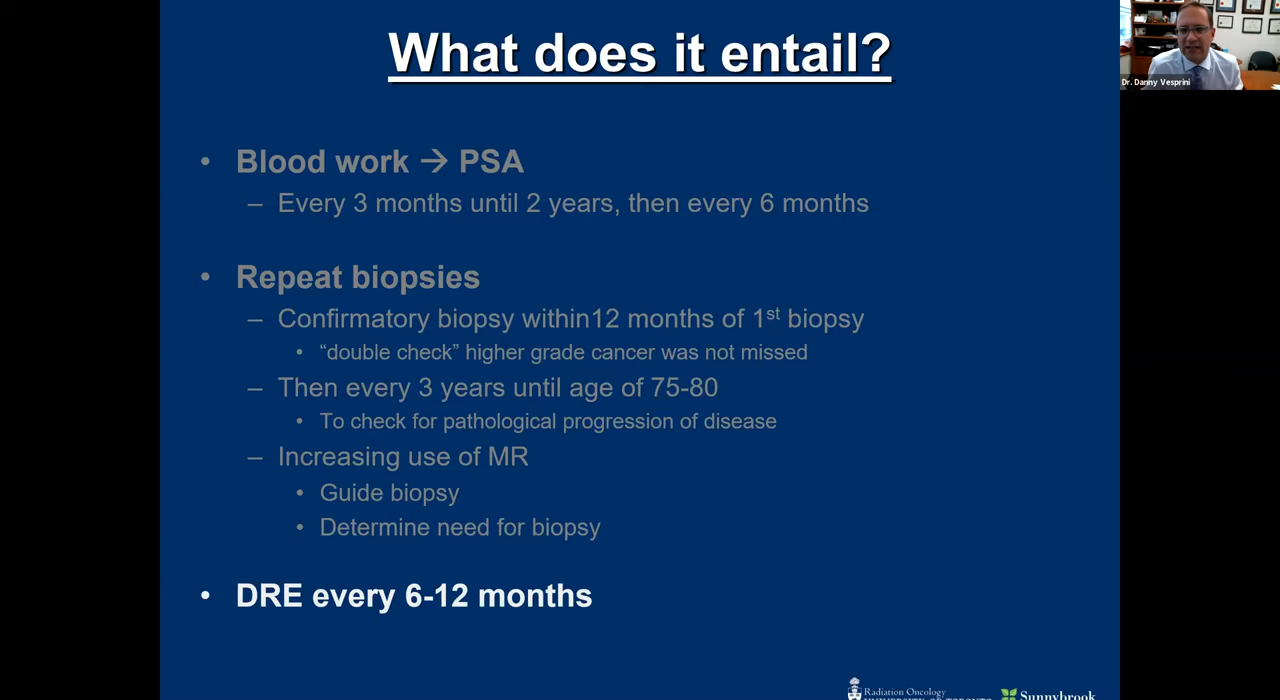 What does it entail?
Dr. Danny Vesprini
• Blood work → PSA
– Every 3 months until 2 years, then every 6 months
• Repeat biopsies
– Confirmatory biopsy within12 months of 1st biopsy
• “double check” higher grade cancer was not missed
– Then every 3 years until age of 75-80
• To check for pathological progression of disease
– Increasing use of MR
• Guide biopsy
• Determine need for biopsy
• DRE every 6-12 months
Radiation Oncology
UNIVERSITY OF TORONTO
Sunnybrook